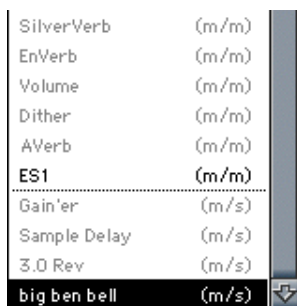 SilverVerb (m/m)
EnVerb (m/m)
Volume (m/m)
Dither (m/m)
AVerb (m/m)
ES1 (m/m)
Gain'er (m/s)
Sample Delay (m/s)
3.0 Rev (m/s)
big ben bell (m/s)